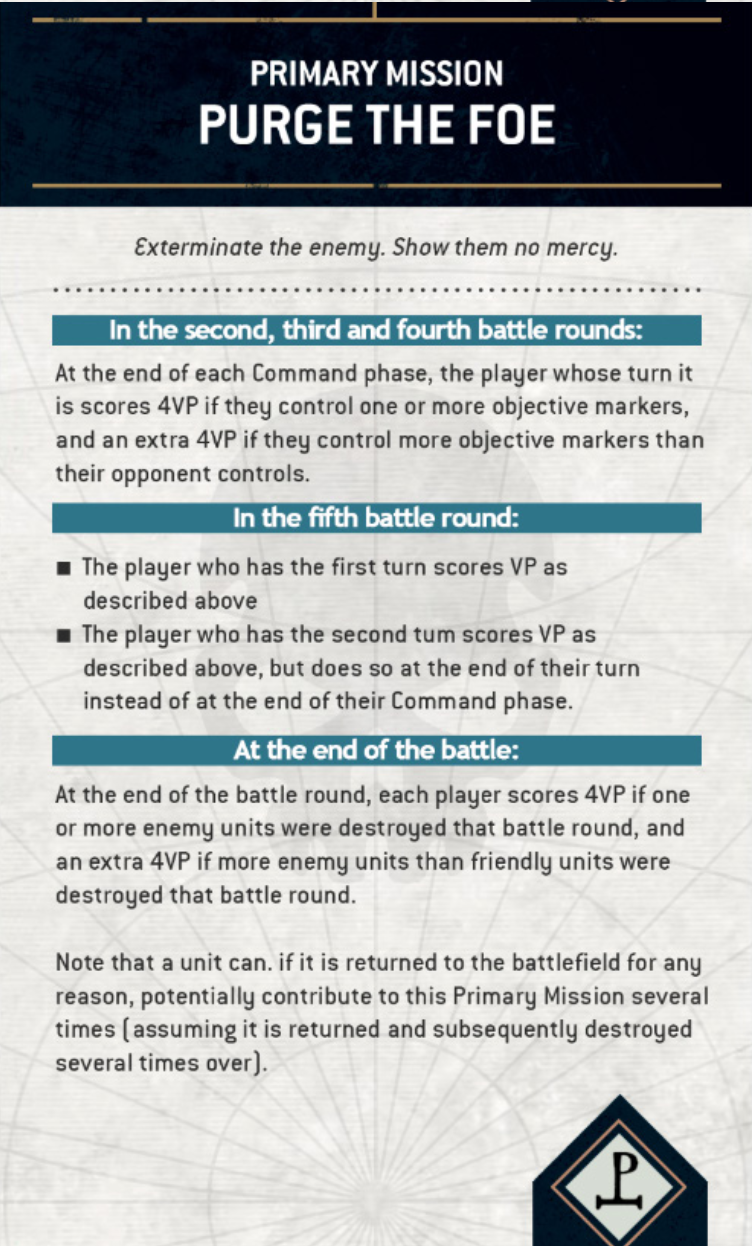 PRIMARY MISSION
PURGE THE FOE
Exterminate the enemy. Show them no mercy.
In the second, third and fourth battle rounds:
At the end of each Command phase, the player whose turn it
is scores 4VP if they control one or more objective markers,
and an extra 4VP if they control more objective markers than
their opponent controls.
In the fifth battle round:
■ The player who has the first turn scores VP as
described above
■ The player who has the second tum scores VP as
described above, but does so at the end of their turn
instead of at the end of their Command phase.
At the end of the battle:
At the end of the battle round, each player scores 4VP if one
or more enemy units were destroyed that battle round, and
an extra 4VP if more enemy units than friendly units were
destroyed that battle round.
Note that a unit can. if it is returned to the battlefield for any
reason, potentially contribute to this Primary Mission several
times (assuming it is returned and subsequently destroyed
several times over).
P